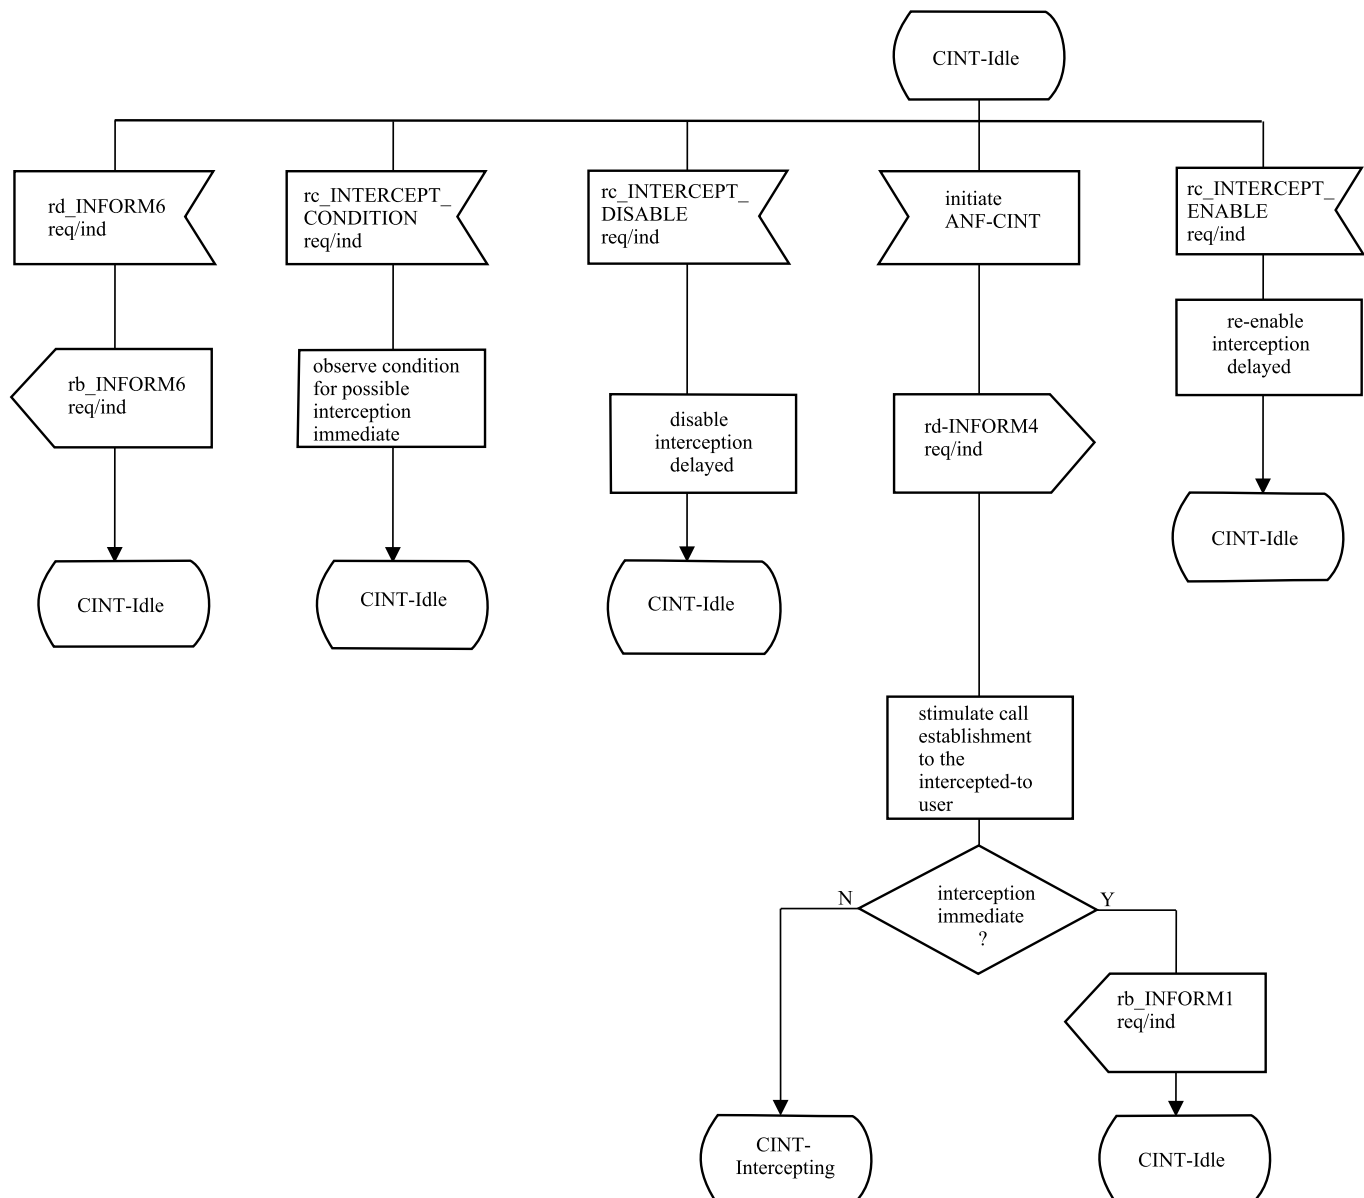 CINT-Idle
rd_INFORM6
req/ind
rc_INTERCEPT_
CONDITION
req/ind
rc_INTERCEPT_
DISABLE
req/ind
initiate
ANF-CINT
rc_INTERCEPT_
ENABLE
req/ind
rb_INFORM6
req/ind
observe condition
for possible
interception
immediate
disable
interception
delayed
rd-INFORM4
req/ind
re-enable
interception
delayed
CINT-Idle
CINT-Idle
CINT-Idle
CINT-Idle
stimulate call
establishment
to the
intercepted-to
user
N
interception
immediate
?
Y
rb_INFORM1
req/ind
CINT-
Intercepting
CINT-Idle